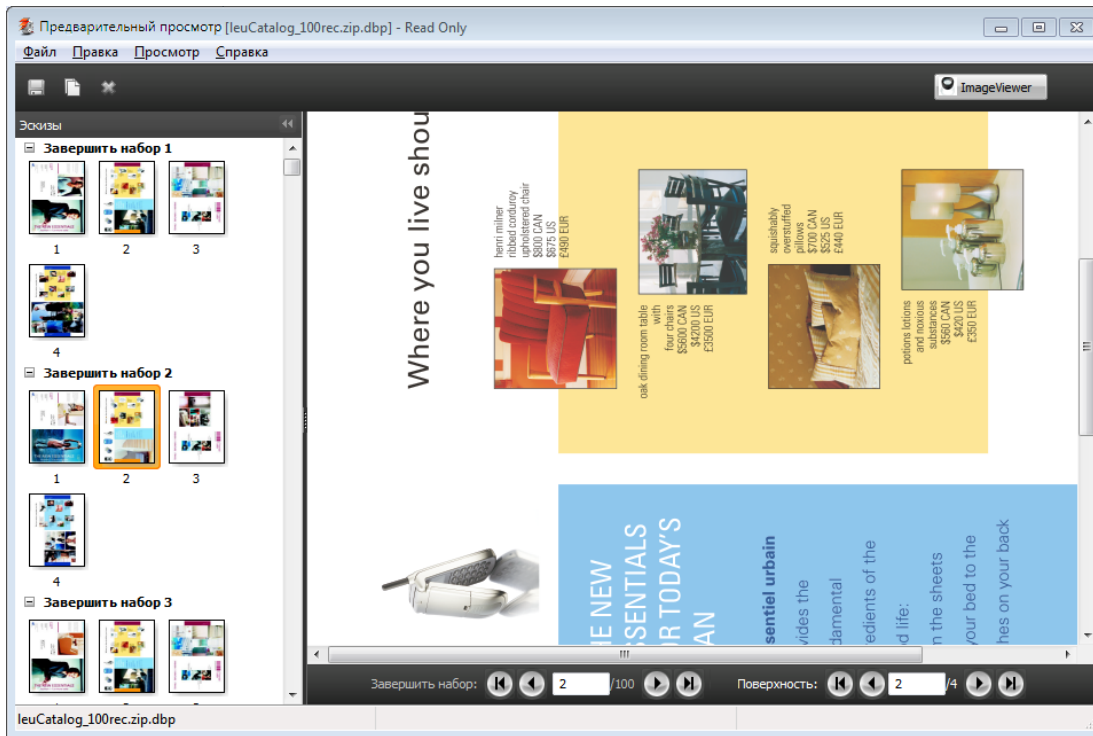 Предварительный просмотр [leuCatalog_100rec.zip.dbp] - Read Only
Файл Правка Просмотр Справка
ImageViewer
Эскизы
Завершить набор 1
1 2 3
4
Завершить набор 2
1 2 3
4
Завершить набор 3
Where you live shou
henri milner
ribbed corduroy
upholstered chair
$800 CAN
$675 US
£490 EUR
oak dining room table
with
four chairs
$5600 CAN
$4200 US
£3500 EUR
squishably
overstuffed
pillows
$700 CAN
$525 US
£440 EUR
potions lotions
and noxious
substances
$560 CAN
$420 US
£350 EUR
HE NEW
SSENTIALS
OR TODAY'S
AN
sentiel urbain
vides the
damental
edients of the
od life:
n the sheets
your bed to the
hes on your back
Завершить набор: 2 /100 Поверхность: 2 /4
leuCatalog_100rec.zip.dbp